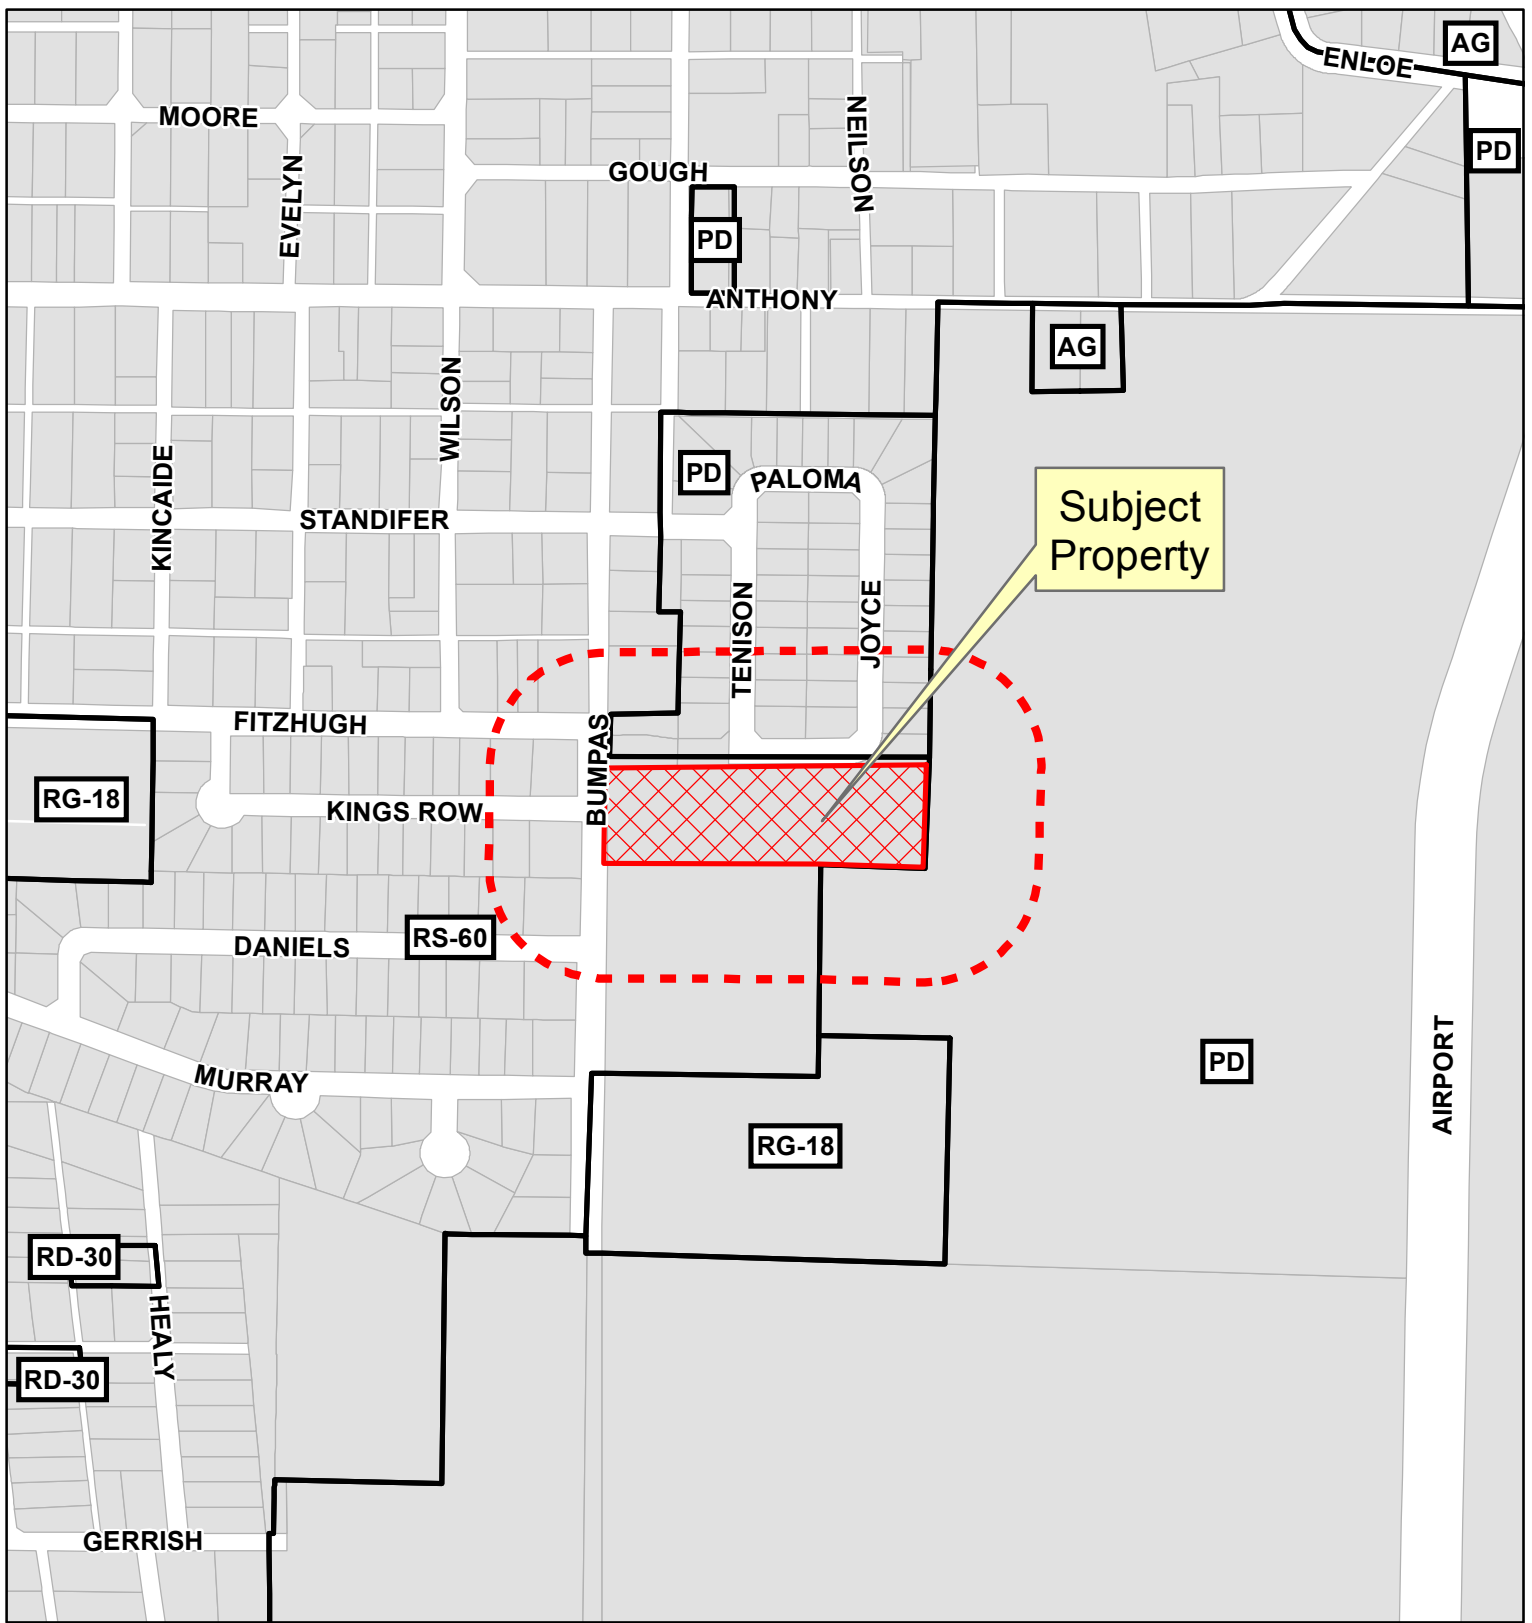 AG
ENLOE
MOORE
NEILSON
PD
GOUGH
EVELYN
PD
ANTHONY
AG
WILSON
PD
PALOMA
KINCAIDE
STANDIFER
Subject
Property
TENISON
JOYCE
FITZHUGH
BUMPAS
RG-18
KINGS ROW
DANIELS
RS-60
MURRAY
PD
AIRPORT
RG-18
RD-30
HEALY
RD-30
GERRISH